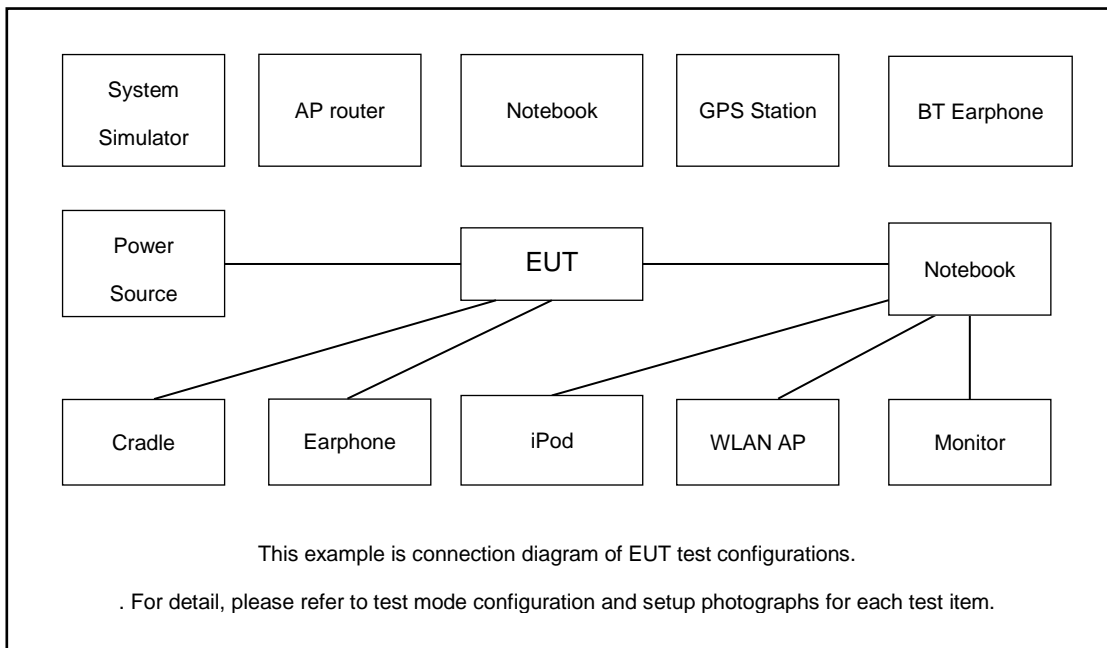 System
Simulator
AP router
Notebook
GPS Station
BT Earphone
Power
Source
EUT
Notebook
Cradle
Earphone
iPod
WLAN AP
Monitor
This example is connection diagram of EUT test configurations.
. For detail, please refer to test mode configuration and setup photographs for each test item.